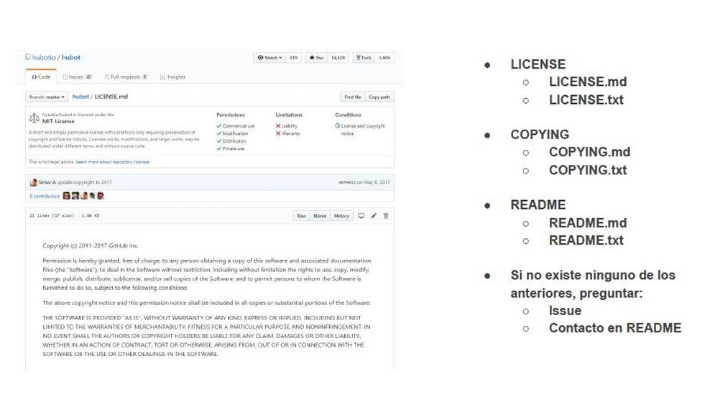 hubotio / hubot
Watch 859 Star 14,428 Fork 3,404
Code Issues Pull requests Insights
Branch: master hubot / LICENSE.md Find file Copy path
hubotio/hubot is licensed under the
MIT License
A short and simple permissive license with conditions only requiring preservation of
copyright and license notices. Licensed works, modifications, and larger works may be
distributed under different terms and without source code.
Permissions
Commercial use
Modification
Distribution
Private use
Limitations
Liability
Warranty
Conditions
License and copyright
notice
This is not legal advice. Learn more about repository licenses.
update copyright to 2017
on May 8, 2017
5 contributors
Raw Blame History
Copyright (c) 2011-2017 GitHub Inc.
Permission is hereby granted, free of charge, to any person obtaining a copy of this software and associated documentation
files (the "Software"), to deal in the Software without restriction, including without limitation the rights to use, copy, modify,
merge, publish, distribute, sublicense, and/or sell copies of the Software, and to permit persons to whom the Software is
furnished to do so, subject to the following conditions:
The above copyright notice and this permission notice shall be included in all copies or substantial portions of the Software.
THE SOFTWARE IS PROVIDED "AS IS", WITHOUT WARRANTY OF ANY KIND, EXPRESS OR IMPLIED, INCLUDING BUT NOT
LIMITED TO THE WARRANTIES OF MERCHANTABILITY, FITNESS FOR A PARTICULAR PURPOSE AND NONINFRINGEMENT. IN
NO EVENT SHALL THE AUTHORS OR COPYRIGHT HOLDERS BE LIABLE FOR ANY CLAIM, DAMAGES OR OTHER LIABILITY,
WHETHER IN AN ACTION OF CONTRACT, TORT OR OTHERWISE, ARISING FROM, OUT OF OR IN CONNECTION WITH THE
SOFTWARE OR THE USE OR OTHER DEALINGS IN THE SOFTWARE.
LICENSE
LICENSE.md
LICENSE.txt
COPYING
COPYING.md
COPYING.txt
README
README.md
README.txt
Si no existe ninguno de los
anteriores, preguntar:
Issue
Contacto en README